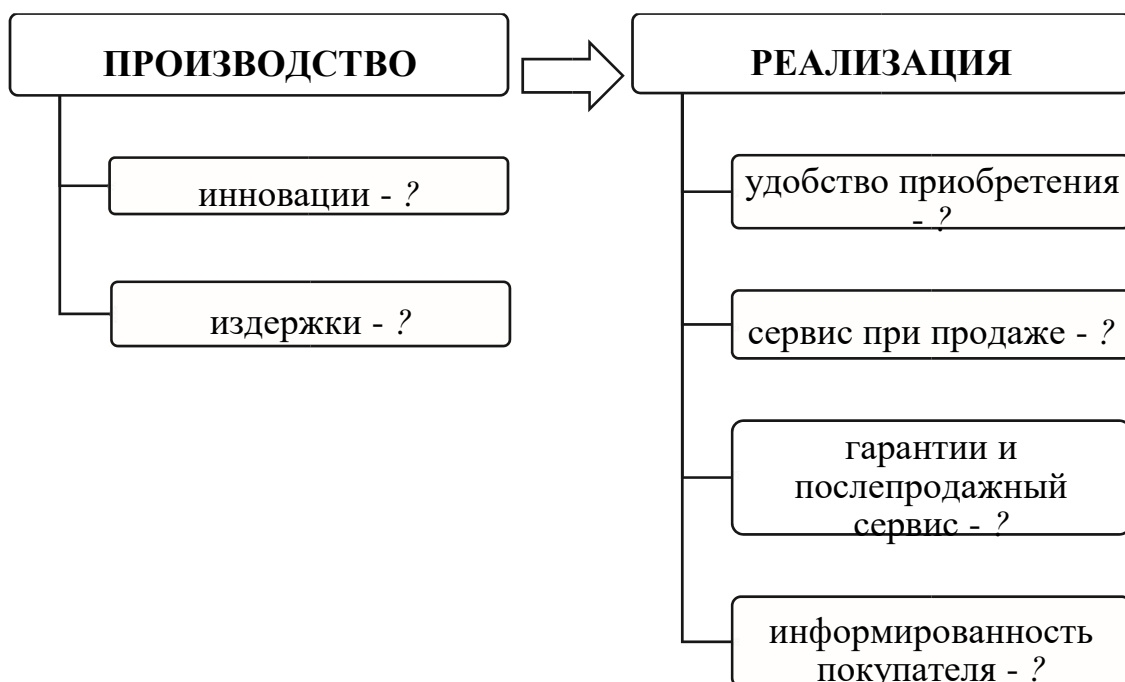 ПРОИЗВОДСТВО
инновации - ?
издержки - ?
РЕАЛИЗАЦИЯ
удобство приобретения
- ?
сервис при продаже - ?
гарантии и
послепродажный
сервис - ?
информированность
покупателя - ?